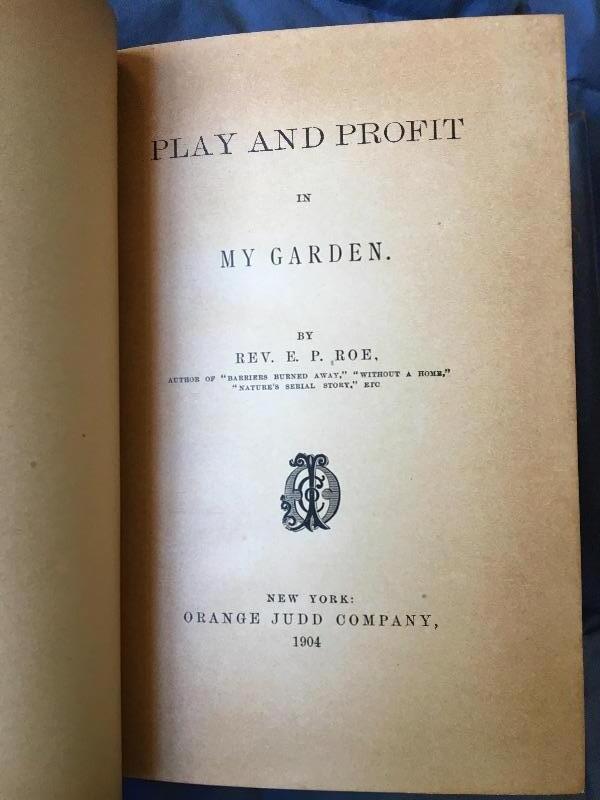 PLAY AND PROFIT
IN
MY GARDEN.
BY
REV. E. P. ROE,
AUTHOR OF "BARRIERS BURNED AWAY," "WITHOUT A HOME,"
"NATURE'S SERIAL STORY," ETC
NEW YORK:
ORANGE JUDD COMPANY,
1904